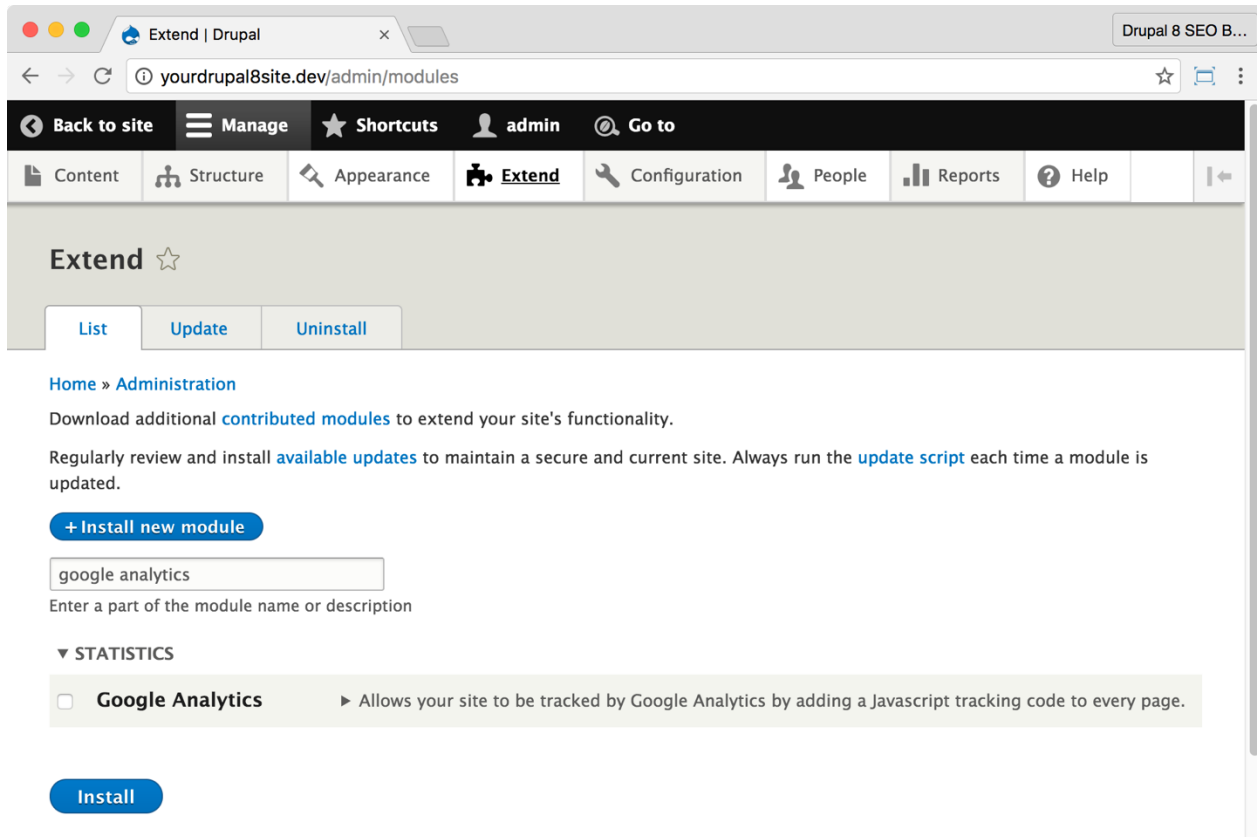 Extend | Drupal
Drupal 8 SEO B...
yourdrupal8site.dev/admin/modules
Back to site Manage Shortcuts admin Go to
Content Structure Appearance Extend Configuration People Reports Help
Extend
List Update Uninstall
Home » Administration
Download additional contributed modules to extend your site's functionality.
Regularly review and install available updates to maintain a secure and current site. Always run the update script each time a module is
updated.
+ Install new module
google analytics
Enter a part of the module name or description
▼ STATISTICS
Google Analytics ▶ Allows your site to be tracked by Google Analytics by adding a Javascript tracking code to every page.
Install